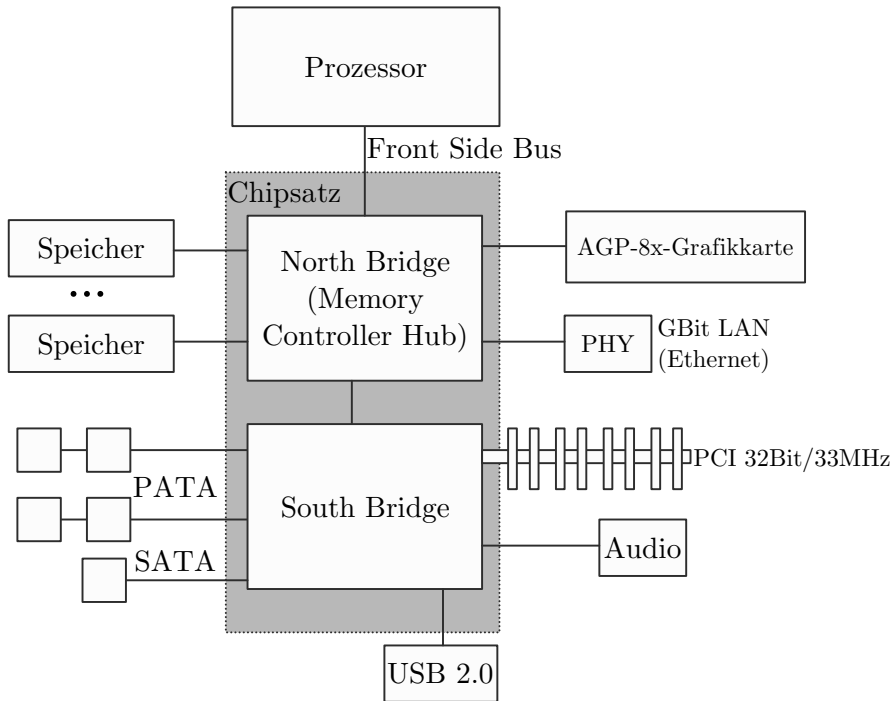 Prozessor
Front Side Bus
Chipsatz
Speicher
North Bridge
(Memory
Controller Hub)
AGP-8x-Grafikkarte
...
Speicher
PHY
GBit LAN
(Ethernet)
PATA
South Bridge
PCI 32Bit/33MHz
SATA
Audio
USB 2.0